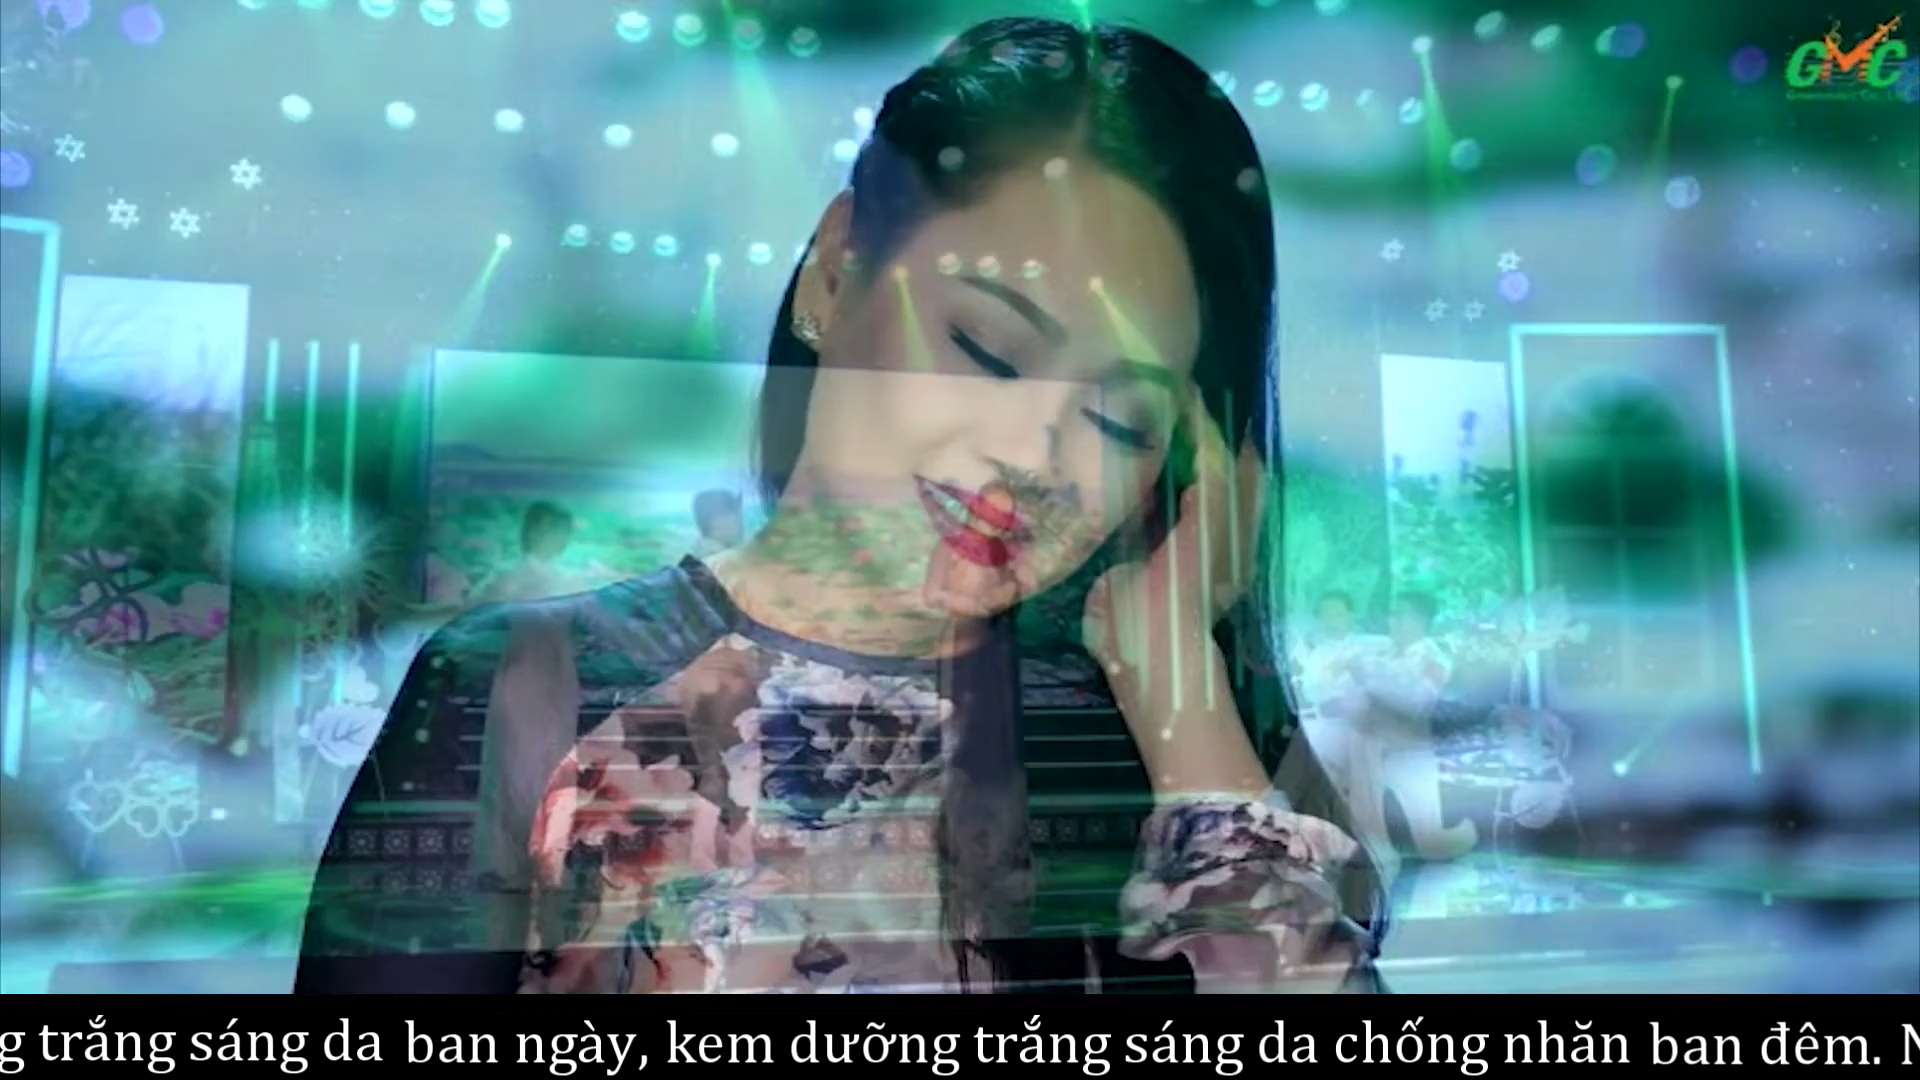 GMC
g trắng sáng da ban ngày, kem dưỡng trắng sáng da chống nhăn ban đêm. N